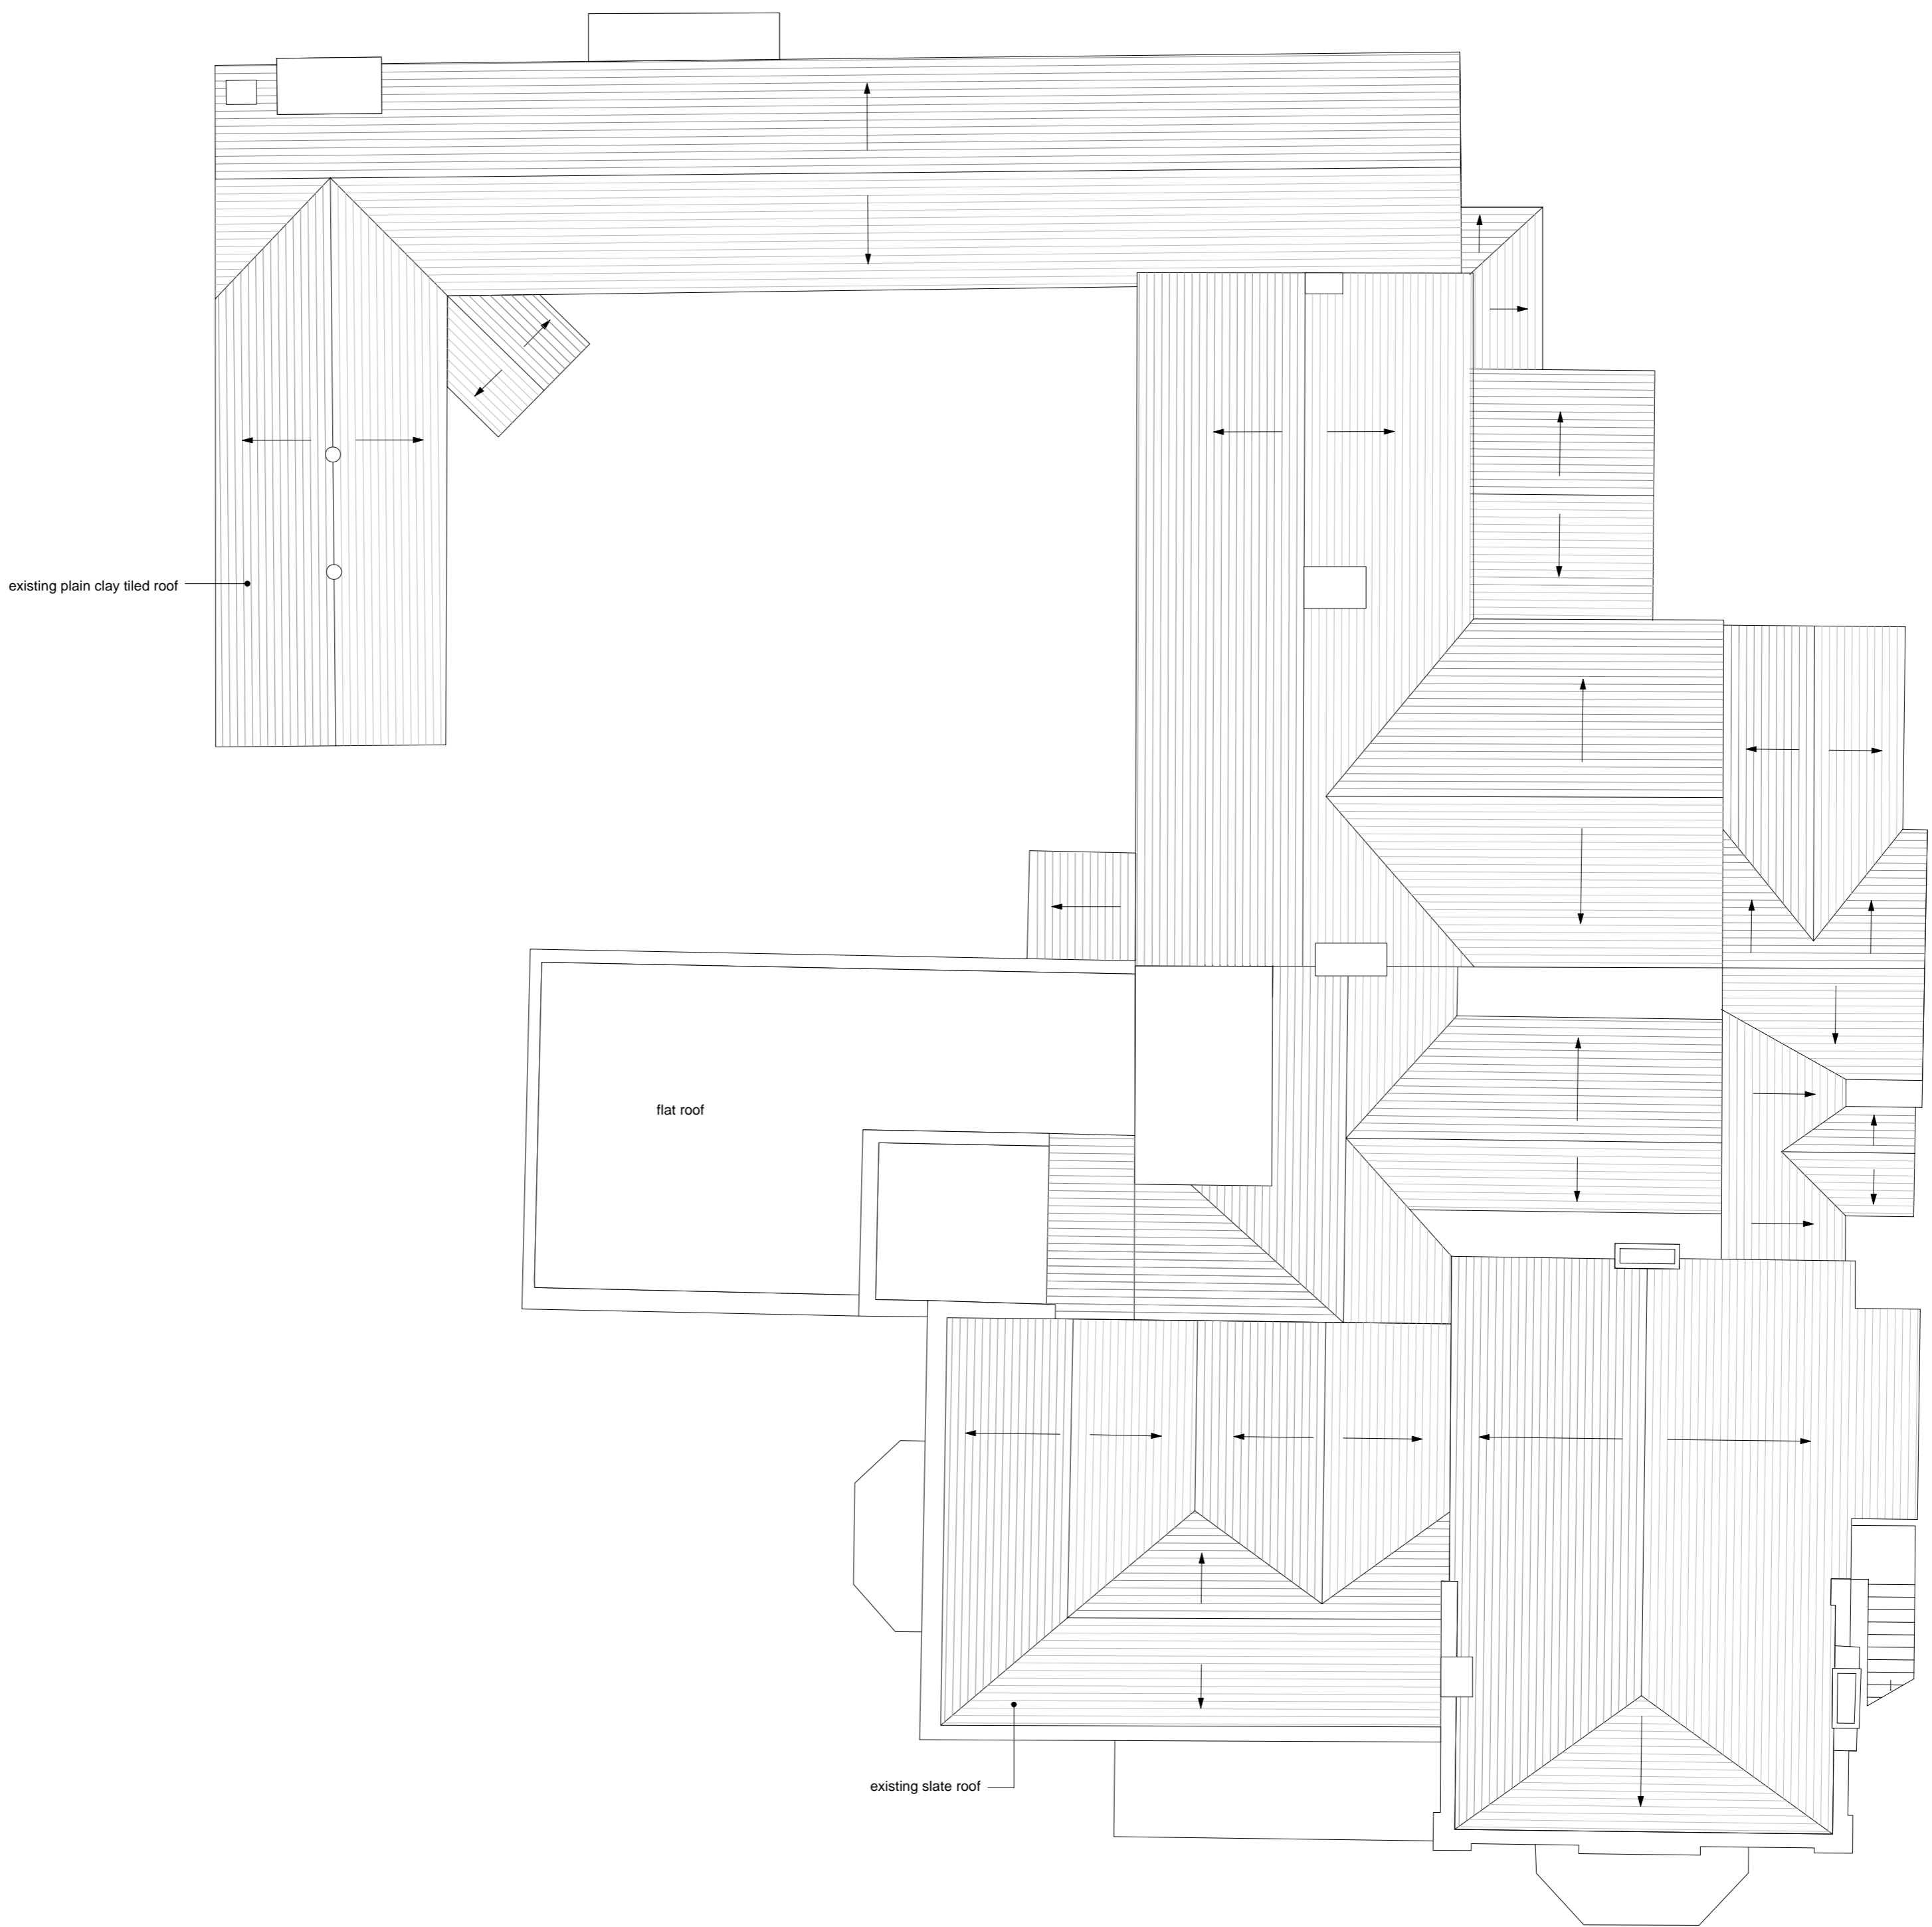 existing plain clay tiled roof
flat roof
existing slate roof